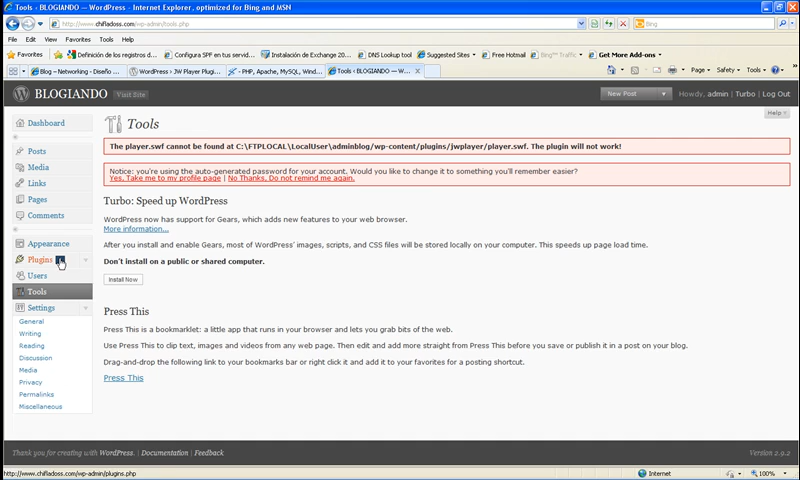 Tools ‹ BLOGIANDO — WordPress - Internet Explorer, optimized for Bing and MSN
http://www.chifladoss.com/wp-admin/tools.php
Bing
File Edit View Favorites Tools Help
Favorites Definición de los registros d... Configura SPF en tus servid... Instalación de Exchange 20... DNS Lookup tool Suggested Sites Free Hotmail Bing™ Traffic Get More Add-ons
Blog – Networking - Diseño ... WordPress › JW Player Plug... - PHP, Apache, MySQL, Wind... Tools ‹ BLOGIANDO — W...
Page Safety Tools
BLOGIANDO Visit Site New Post Howdy, admin | Turbo | Log Out
Help
Dashboard
Posts
Media
Links
Pages
Comments
Appearance
Plugins
Users
Tools
Settings
General
Writing
Reading
Discussion
Media
Privacy
Permalinks
Miscellaneous
Tools
The player.swf cannot be found at C:\FTPLOCAL\LocalUser\adminblog/wp-content/plugins/jwplayer/player.swf. The plugin will not work!
Notice: you're using the auto-generated password for your account. Would you like to change it to something you'll remember easier?
Yes, Take me to my profile page | No Thanks, Do not remind me again.
Turbo: Speed up WordPress
WordPress now has support for Gears, which adds new features to your web browser.
More information...
After you install and enable Gears, most of WordPress' images, scripts, and CSS files will be stored locally on your computer. This speeds up page load time.
Don't install on a public or shared computer.
Install Now
Press This
Press This is a bookmarklet: a little app that runs in your browser and lets you grab bits of the web.
Use Press This to clip text, images and videos from any web page. Then edit and add more straight from Press This before you save or publish it in a post on your blog.
Drag-and-drop the following link to your bookmarks bar or right click it and add it to your favorites for a posting shortcut.
Press This
Thank you for creating with WordPress. | Documentation | Feedback Version 2.9.2
http://www.chifladoss.com/wp-admin/plugins.php Internet 100%